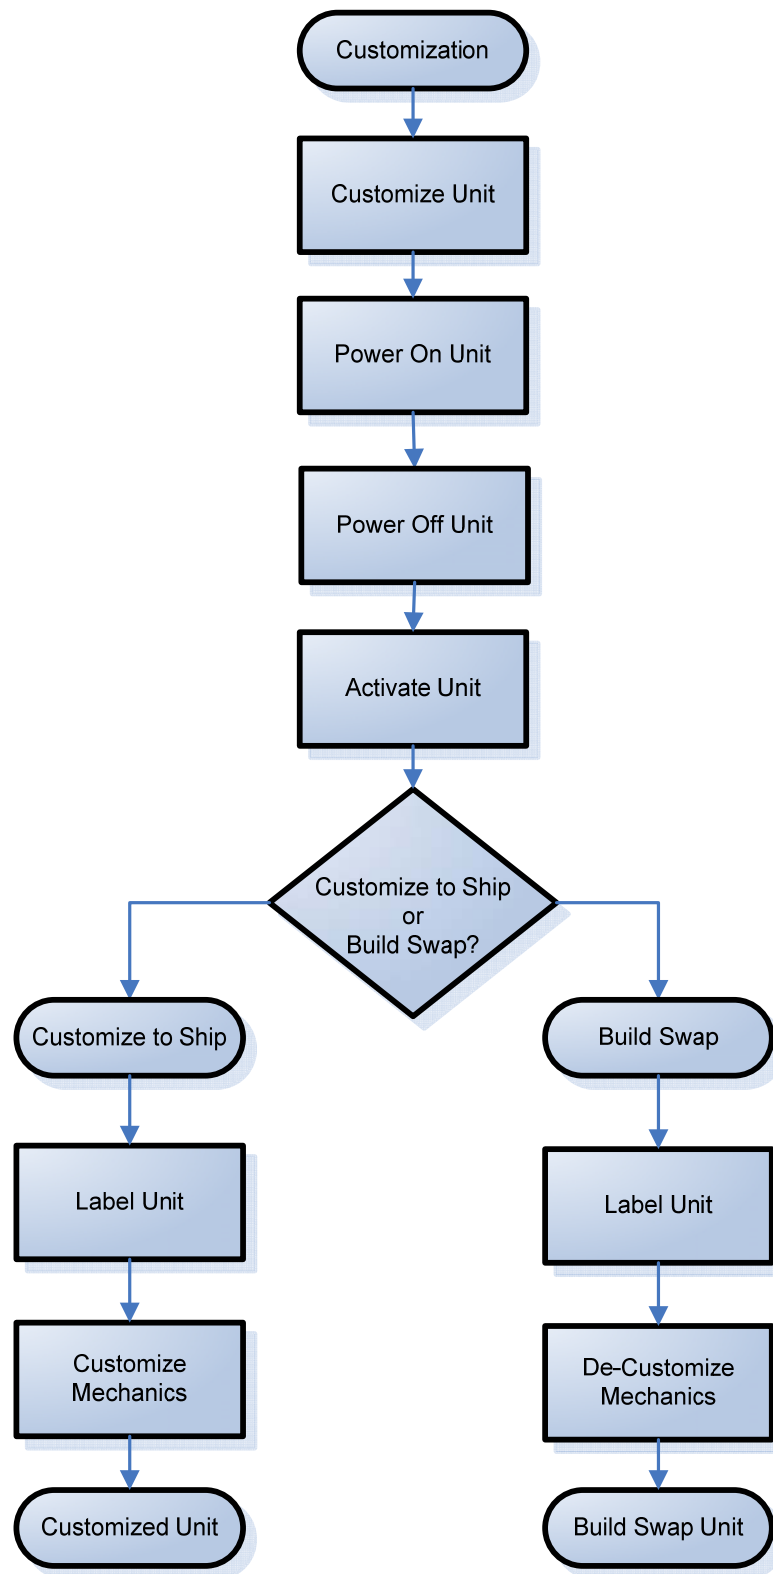 Customization
Customize Unit
Power On Unit
Power Off Unit
Activate Unit
Customize to Ship
or
Build Swap?
Customize to Ship
Build Swap
Label Unit
Label Unit
Customize
Mechanics
De-Customize
Mechanics
Customized Unit
Build Swap Unit